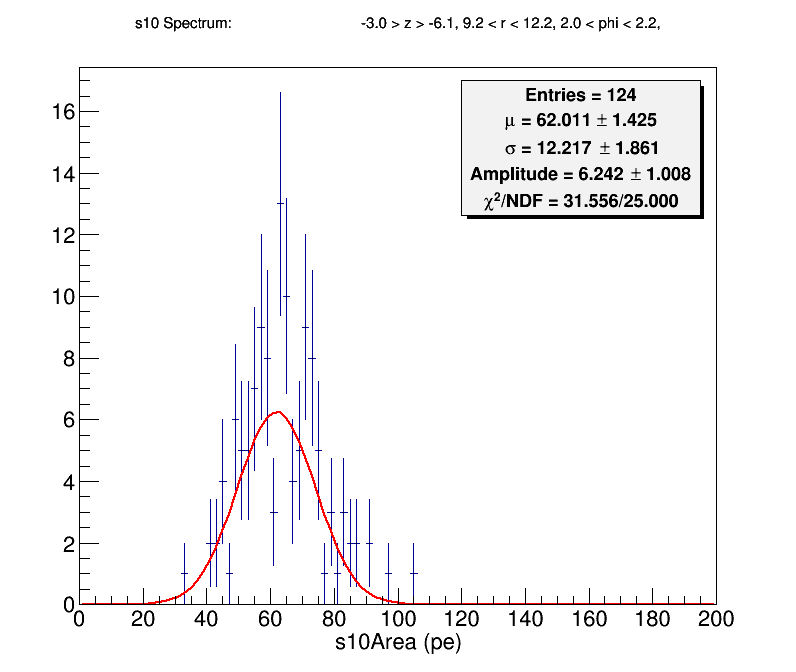 s10 Spectrum: -3.0 > z > -6.1, 9.2 < r < 12.2, 2.0 < phi < 2.2,
Entries = 124
μ = 62.011 ± 1.425
σ = 12.217 ± 1.861
Amplitude = 6.242 ± 1.008
χ²/NDF = 31.556/25.000
16
14
12
10
8
6
4
2
0
0 20 40 60 80 100 120 140 160 180 200
s10Area (pe)